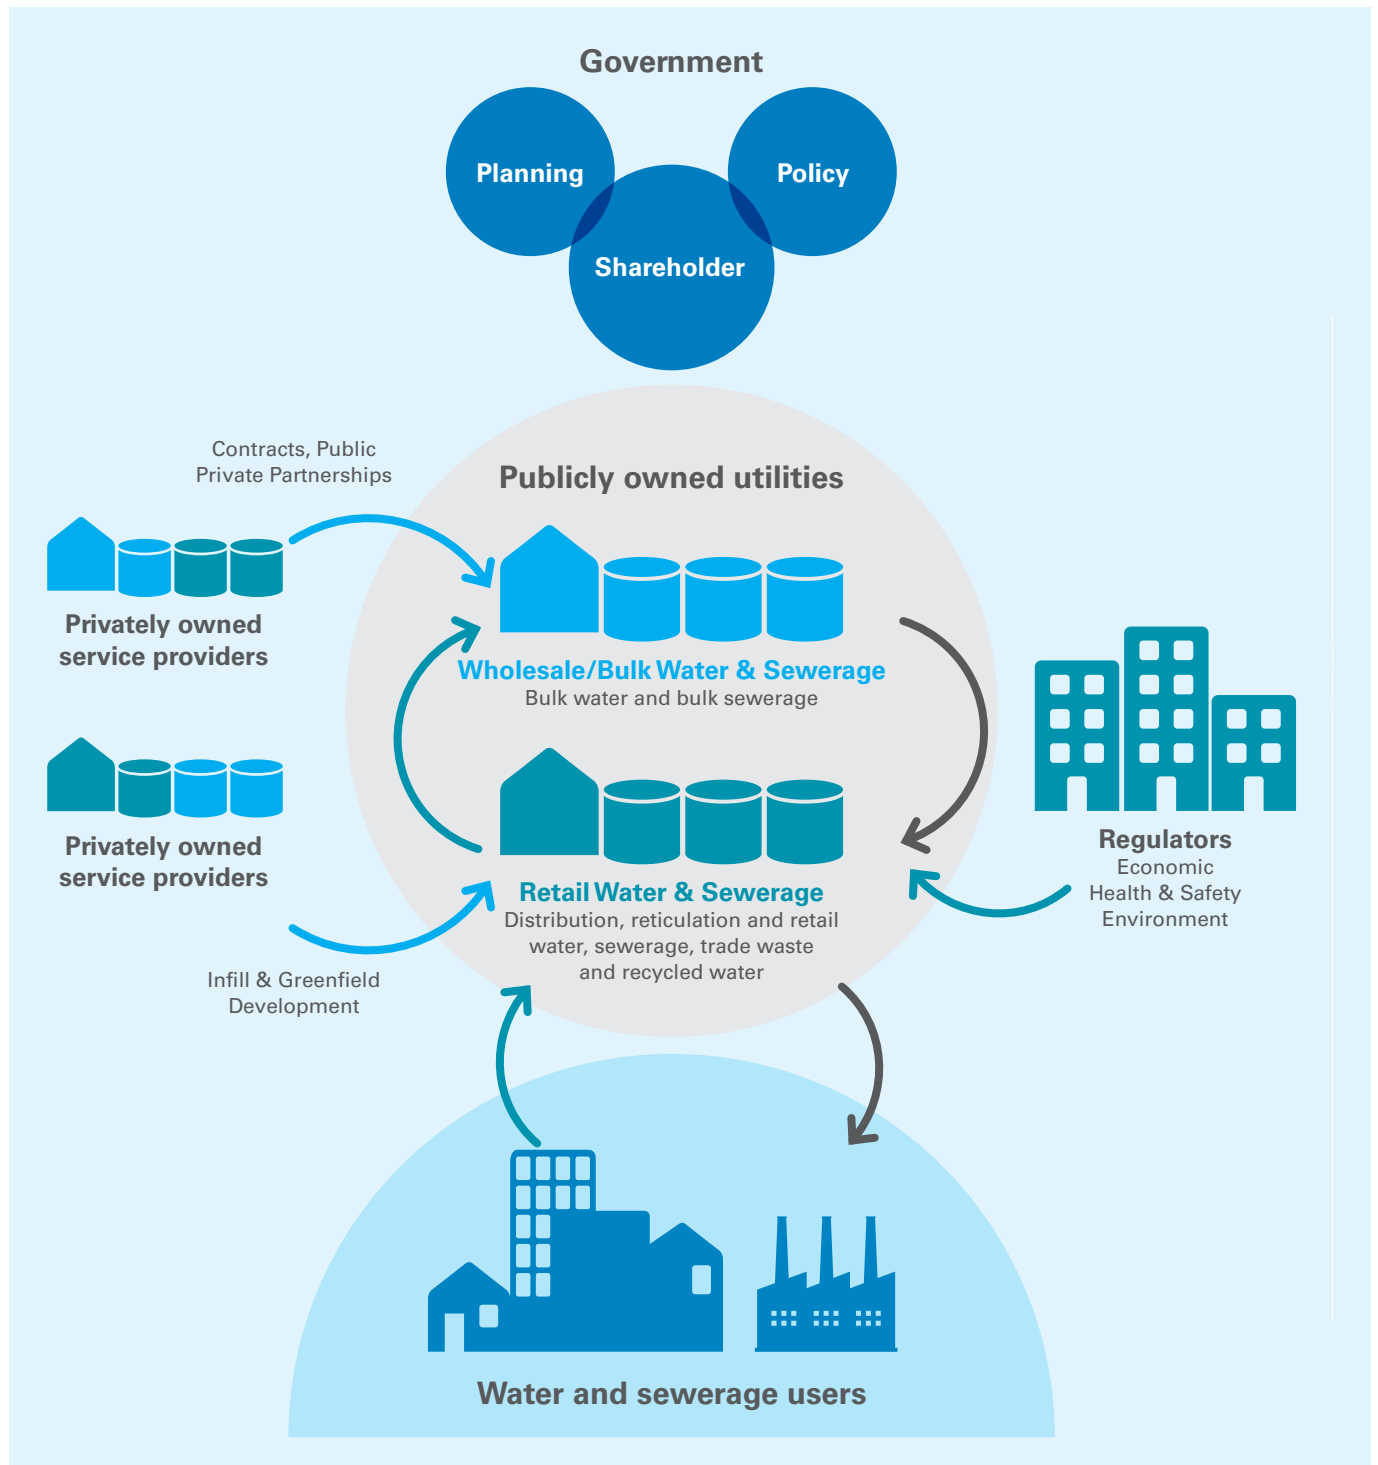 Government
Planning
Policy
Shareholder
Contracts, Public
Private Partnerships
Publicly owned utilities
Privately owned
service providers
Wholesale/Bulk Water & Sewerage
Bulk water and bulk sewerage
Privately owned
service providers
Regulators
Economic
Health & Safety
Environment
Retail Water & Sewerage
Distribution, reticulation and retail
water, sewerage, trade waste
and recycled water
Infill & Greenfield
Development
Water and sewerage users